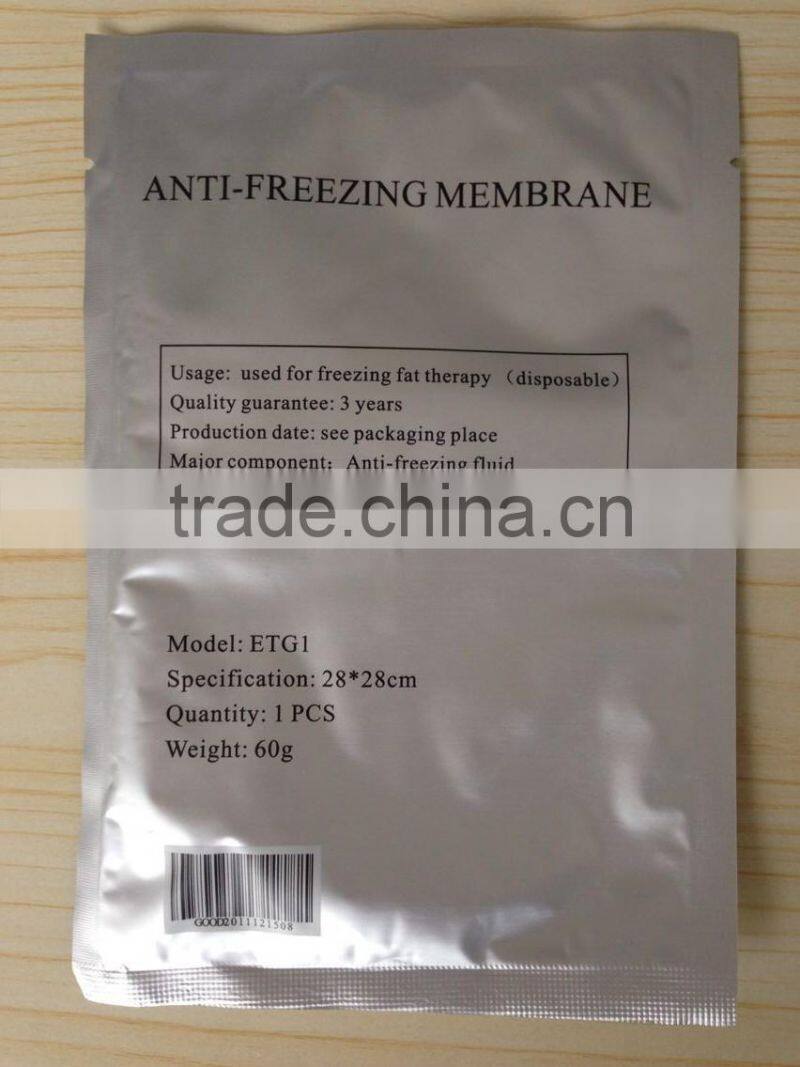 ANTI-FREEZING MEMBRANE
Usage: used for freezing fat therapy （disposable）
Quality guarantee: 3 years
Production date: see packaging place
Major component: Anti-freezing fluid
trade.china.cn
Model: ETG1
Specification: 28*28cm
Quantity: 1 PCS
Weight: 60g
GOOD2011121508